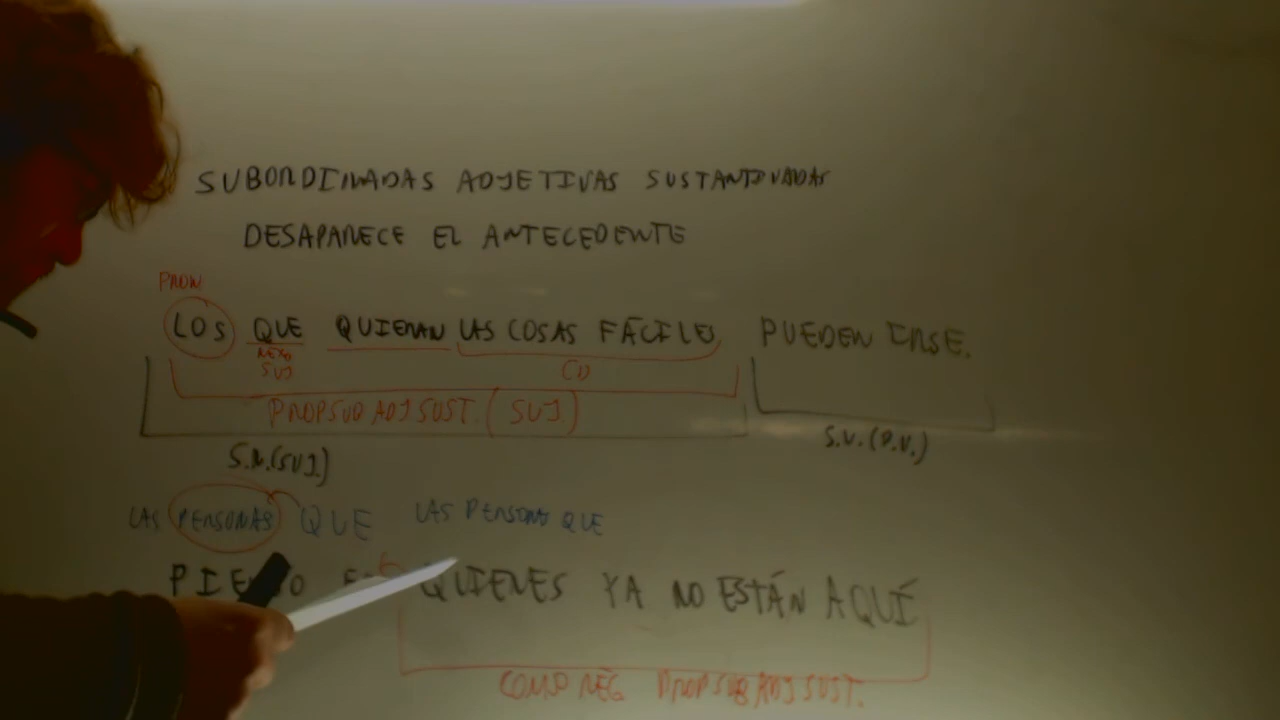 SUBORDINADAS ADJETIVAS SUSTANTIVADAS
DESAPARECE EL ANTECEDENTE
PRON
LOS QUE QUIERAN LAS COSAS FÁCILES PUEDEN IRSE.
NEXO
SUJ CD
PROP SUB ADJ SUST. (SUJ)
S.N.(SUJ.) S.V.(P.V.)
LAS PERSONAS QUE LAS PERSONAS QUE
QUIENES YA NO ESTÁN AQUÍ
COMO REG PROP SUB ADJ SUST.